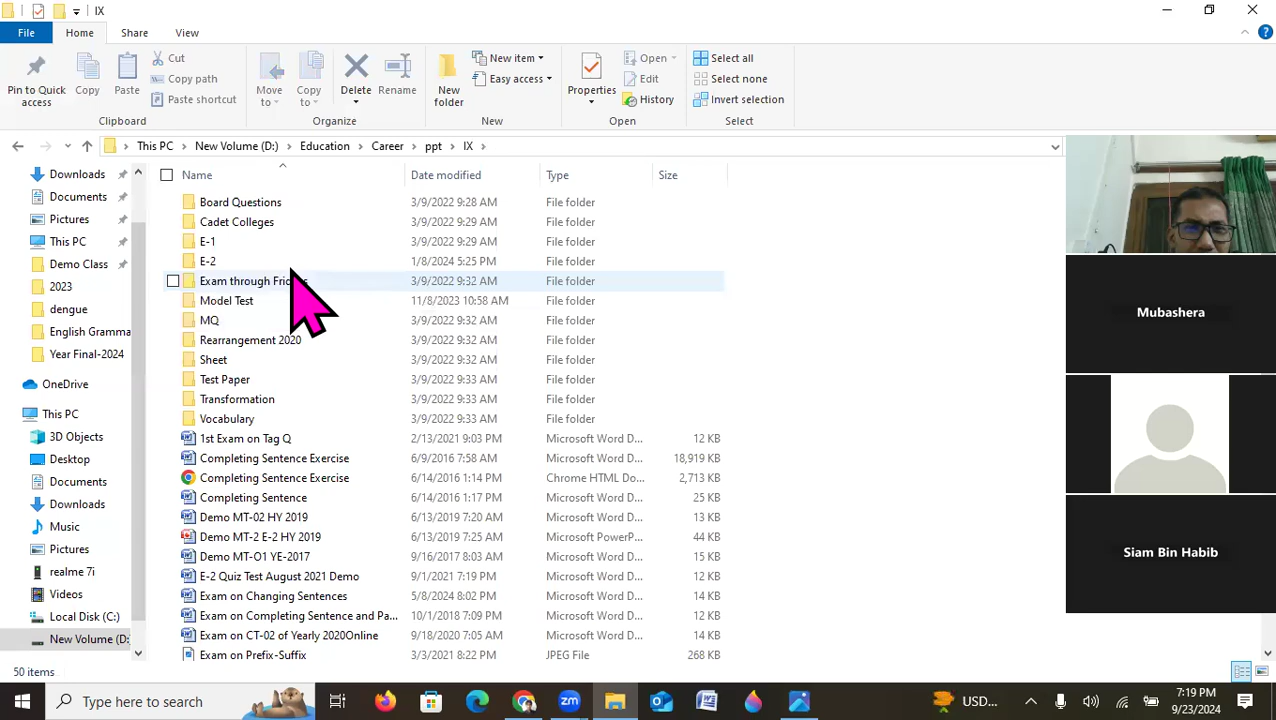 IX
File Home Share View
Pin to Quick access
Copy
Paste
Cut
Copy path
Paste shortcut
Clipboard
Move to
Copy to
Delete
Rename
Organize
New folder
New item
Easy access
New
Properties
Open
Edit
History
Open
Select all
Select none
Invert selection
Select
This PC > New Volume (D:) > Education > Career > ppt > IX >
Downloads
Documents
Pictures
This PC
Demo Class
2023
dengue
English Gramma
Year Final-2024
OneDrive
This PC
3D Objects
Desktop
Documents
Downloads
Music
Pictures
realme 7i
Videos
Local Disk (C:)
New Volume (D:
Name Date modified Type Size
Board Questions 3/9/2022 9:28 AM File folder
Cadet Colleges 3/9/2022 9:29 AM File folder
E-1 3/9/2022 9:29 AM File folder
E-2 1/8/2024 5:25 PM File folder
Exam through 3/9/2022 9:32 AM File folder
Model Test 11/8/2023 10:58 AM File folder
MQ 3/9/2022 9:32 AM File folder
Rearrangement 2020 3/9/2022 9:32 AM File folder
Sheet 3/9/2022 9:32 AM File folder
Test Paper 3/9/2022 9:33 AM File folder
Transformation 3/9/2022 9:33 AM File folder
Vocabulary 3/9/2022 9:33 AM File folder
1st Exam on Tag Q 2/13/2021 9:03 PM Microsoft Word D... 12 KB
Completing Sentence Exercise 6/9/2016 7:58 AM Microsoft Word D... 18,919 KB
Completing Sentence Exercise 6/14/2016 1:14 PM Chrome HTML Do... 2,713 KB
Completing Sentence 6/14/2016 1:17 PM Microsoft Word D... 25 KB
Demo MT-02 HY 2019 6/13/2019 7:20 AM Microsoft Word D... 13 KB
Demo MT-2 E-2 HY 2019 6/13/2019 7:25 AM Microsoft PowerP... 44 KB
Demo MT-O1 YE-2017 9/16/2017 8:03 AM Microsoft Word D... 15 KB
E-2 Quiz Test August 2021 Demo 9/1/2021 7:19 PM Microsoft Word D... 12 KB
Exam on Changing Sentences 5/8/2024 8:02 PM Microsoft Word D... 14 KB
Exam on Completing Sentence and Pa... 10/1/2018 7:09 PM Microsoft Word D... 12 KB
Exam on CT-02 of Yearly 2020Online 9/18/2020 7:05 AM Microsoft Word D... 14 KB
Exam on Prefix-Suffix 3/3/2021 8:22 PM JPEG File 268 KB
Mubashera
Siam Bin Habib
50 items
Type here to search
USD...
7:19 PM
9/23/2024